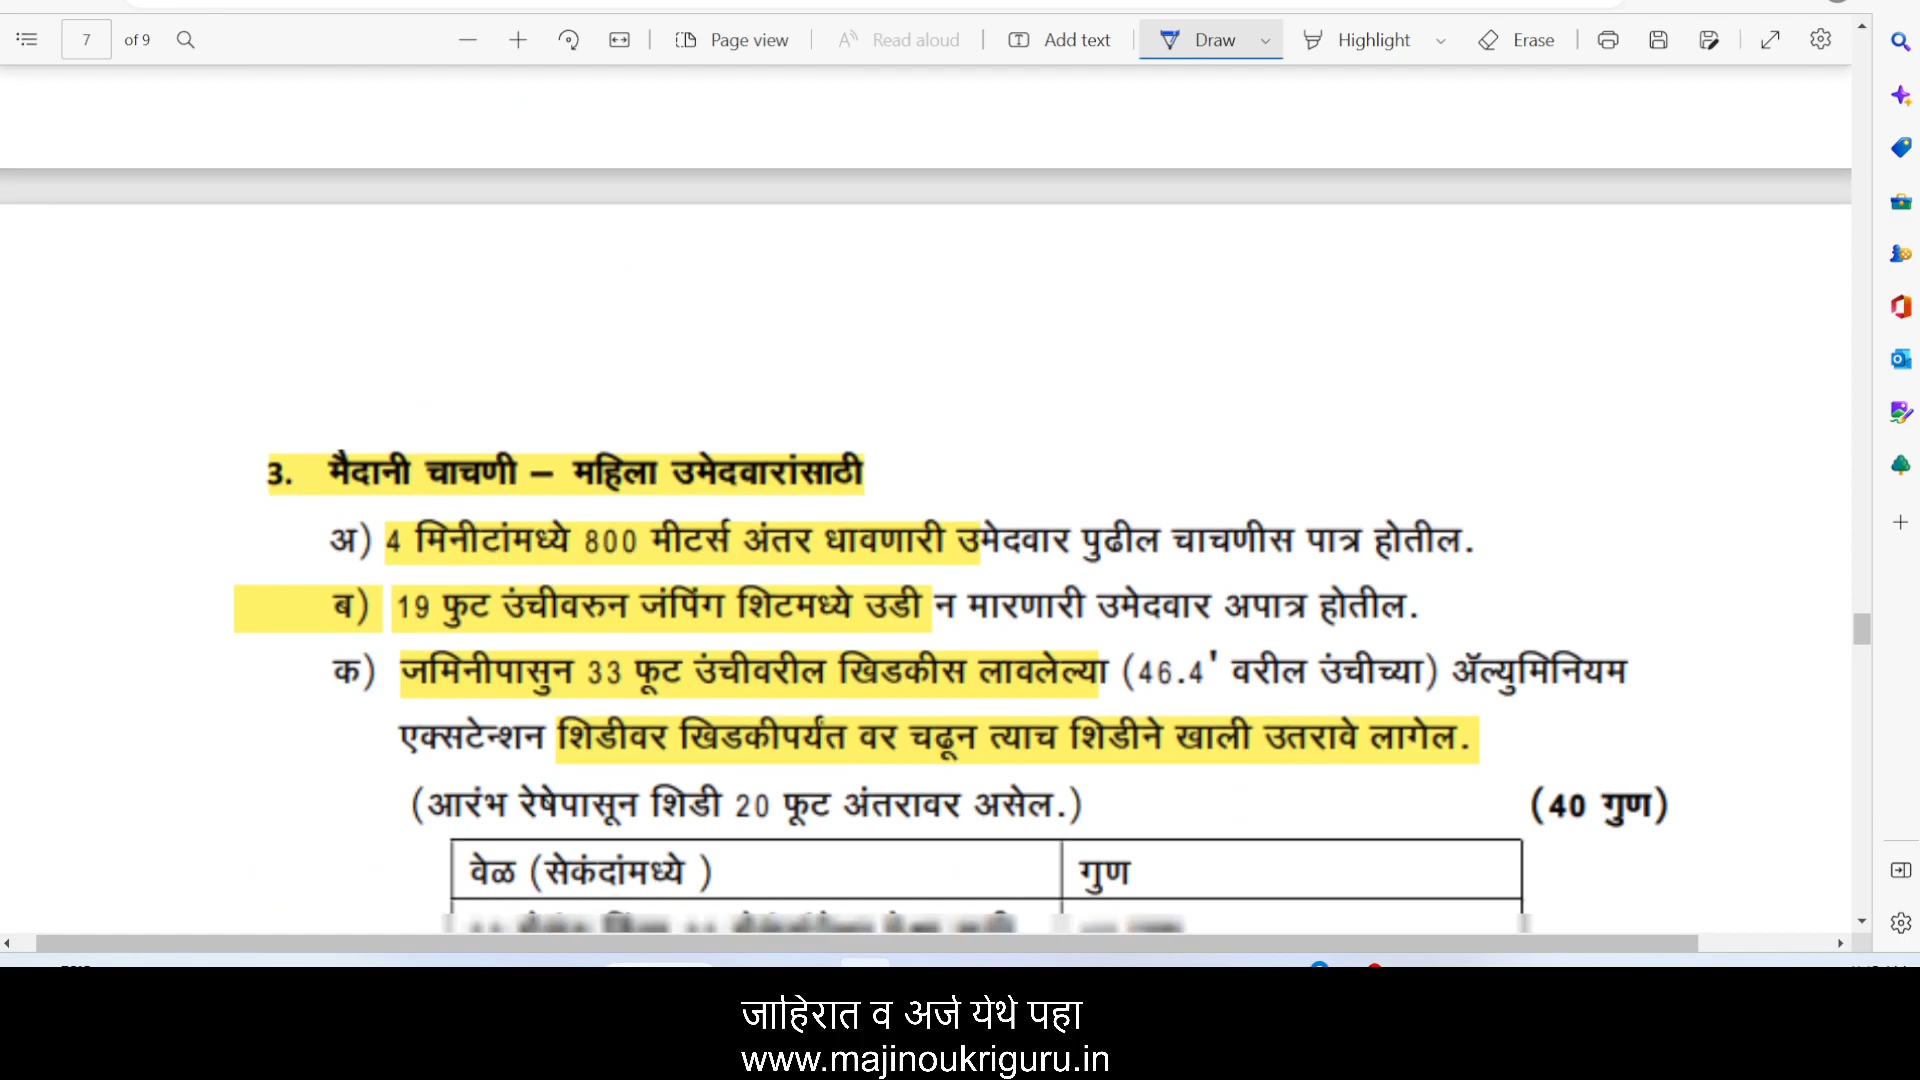 7 of 9 Page view Read aloud Add text Draw Highlight Erase
3. मैदानी चाचणी – महिला उमेदवारांसाठी
अ) 4 मिनीटांमध्ये 800 मीटर्स अंतर धावणारी उमेदवार पुढील चाचणीस पात्र होतील.
ब) 19 फुट उंचीवरुन जंपिंग शिटमध्ये उडी न मारणारी उमेदवार अपात्र होतील.
क) जमिनीपासुन 33 फूट उंचीवरील खिडकीस लावलेल्या (46.4' वरील उंचीच्या) ॲल्युमिनियम
एक्सटेन्शन शिडीवर खिडकीपर्यंत वर चढून त्याच शिडीने खाली उतरावे लागेल.
(आरंभ रेषेपासून शिडी 20 फूट अंतरावर असेल.) (40 गुण)
वेळ (सेकंदांमध्ये ) गुण
जाहिरात व अर्ज येथे पहा
www.majinoukriguru.in